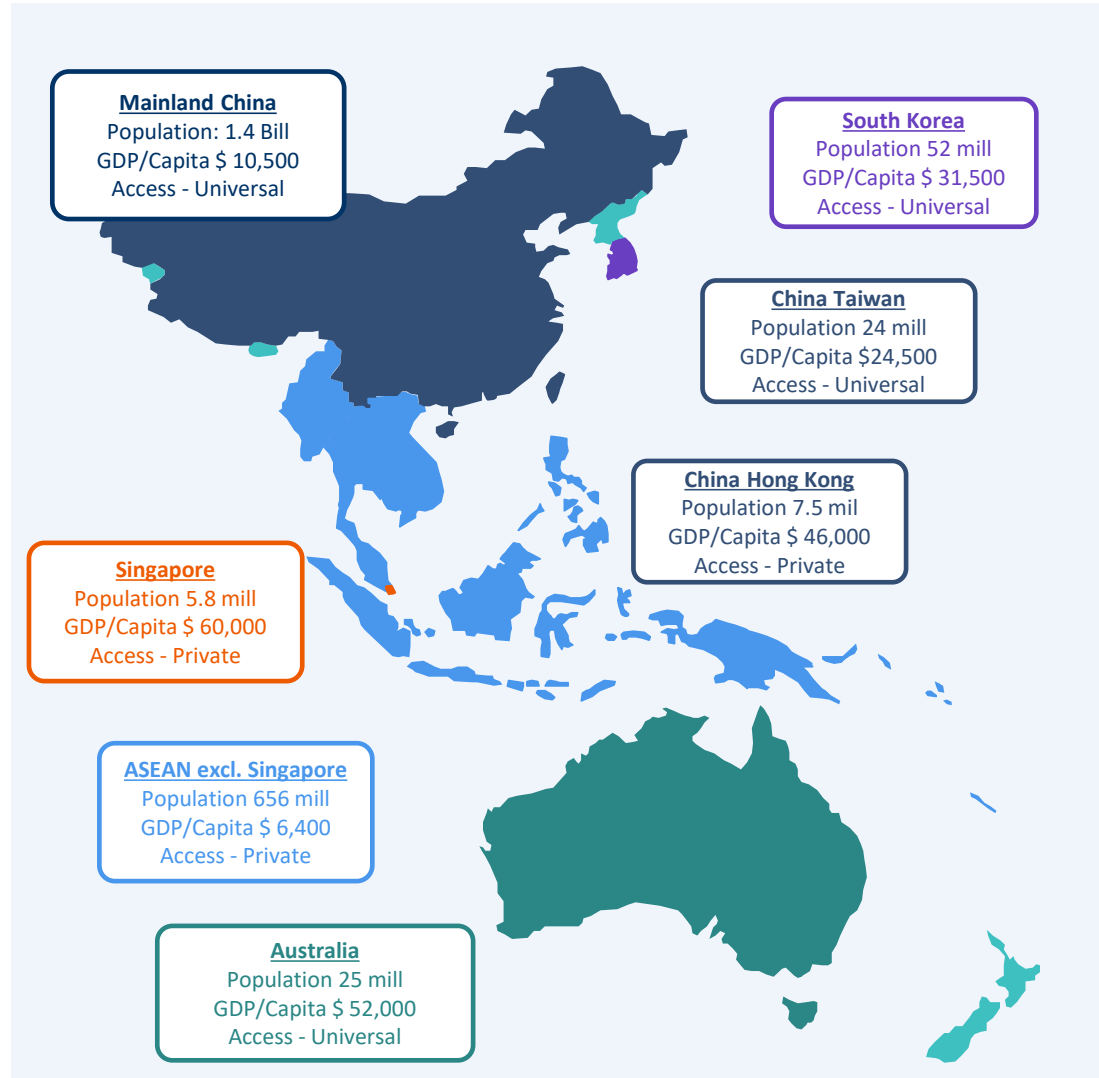 Mainland China
Population: 1.4 Bill
GDP/Capita $ 10,500
Access - Universal
South Korea
Population 52 mill
GDP/Capita $ 31,500
Access - Universal
China Taiwan
Population 24 mill
GDP/Capita $24,500
Access - Universal
China Hong Kong
Population 7.5 mil
GDP/Capita $ 46,000
Access - Private
Singapore
Population 5.8 mill
GDP/Capita $ 60,000
Access - Private
ASEAN excl. Singapore
Population 656 mill
GDP/Capita $ 6,400
Access - Private
Australia
Population 25 mill
GDP/Capita $ 52,000
Access - Universal